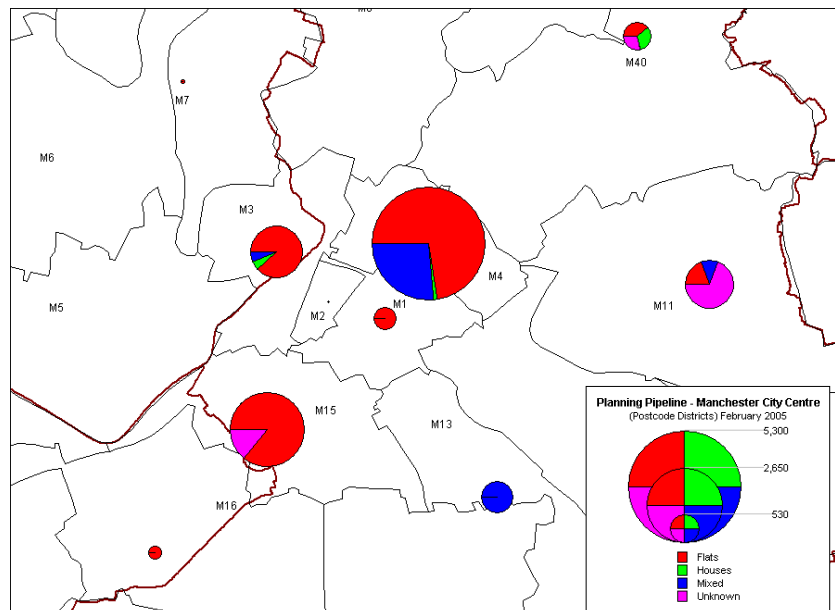 M40
M7
M6
M3
M4
M5
M1
M2
M11
M15
M13
M16
Planning Pipeline - Manchester City Centre
(Postcode Districts) February 2005
5,300
2,650
530
Flats
Houses
Mixed
Unknown